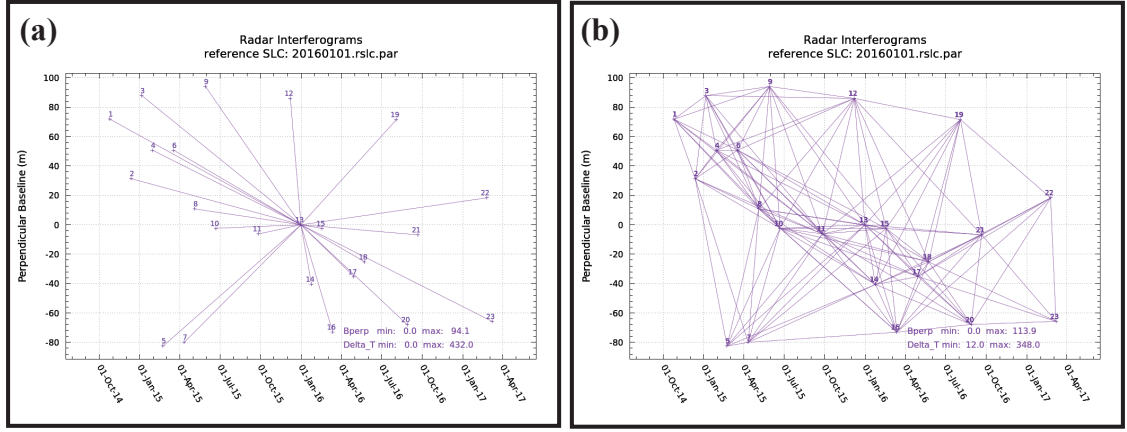 (a)
Radar Interferograms
reference SLC: 20160101.rslc.par
Perpendicular Baseline (m)
100
80
60
40
20
0
-20
-40
-60
-80
1
2
3
4
5
6
7
8
9
10
11
12
13
14
15
16
17
18
19
20
21
22
23
Bperp min: 0.0 max: 94.1
Delta_T min: 0.0 max: 432.0
01-Oct-14
01-Jan-15
01-Apr-15
01-Jul-15
01-Oct-15
01-Jan-16
01-Apr-16
01-Jul-16
01-Oct-16
01-Jan-17
01-Apr-17
(b)
Radar Interferograms
reference SLC: 20160101.rslc.par
Perpendicular Baseline (m)
100
80
60
40
20
0
-20
-40
-60
-80
1
2
3
4
5
6
7
8
9
10
11
12
13
14
15
16
17
18
19
20
21
22
23
Bperp min: 0.0 max: 113.9
Delta_T min: 12.0 max: 348.0
01-Oct-14
01-Jan-15
01-Apr-15
01-Jul-15
01-Oct-15
01-Jan-16
01-Apr-16
01-Jul-16
01-Oct-16
01-Jan-17
01-Apr-17